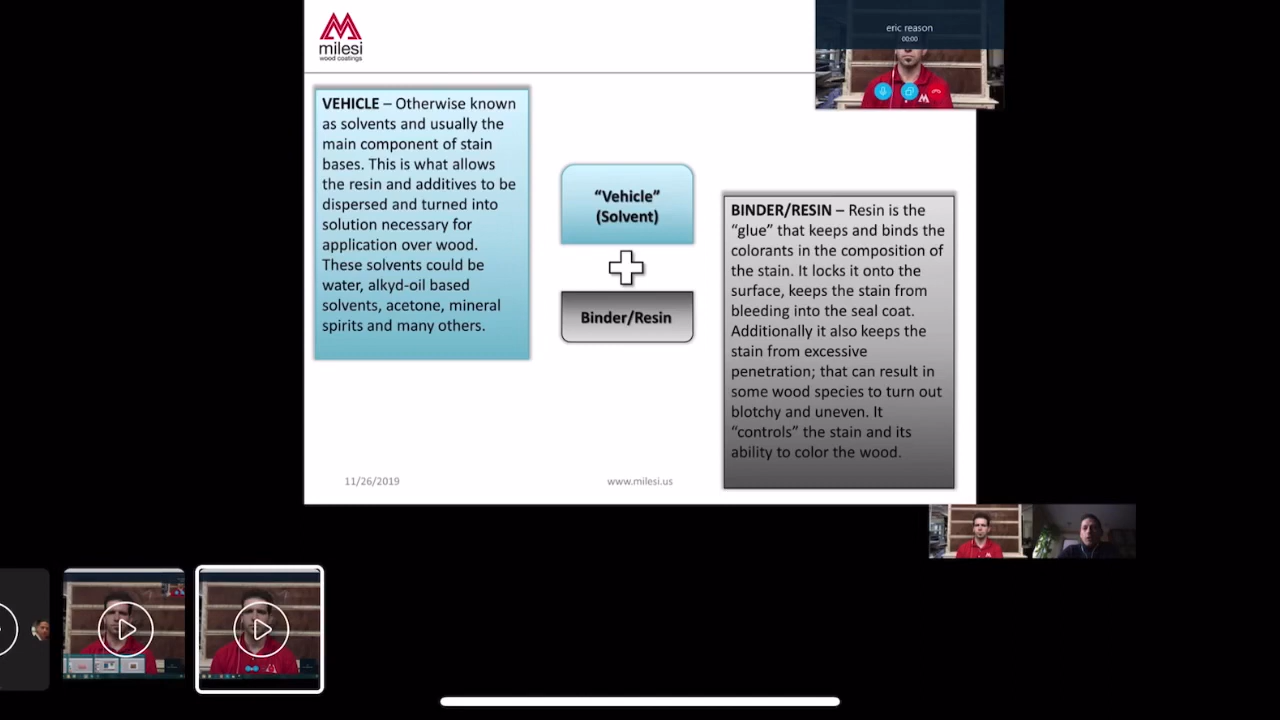 milesi
wood coatings
eric reason
00:00
VEHICLE – Otherwise known
as solvents and usually the
main component of stain
bases. This is what allows
the resin and additives to be
dispersed and turned into
solution necessary for
application over wood.
These solvents could be
water, alkyd-oil based
solvents, acetone, mineral
spirits and many others.
“Vehicle”
(Solvent)
Binder/Resin
BINDER/RESIN – Resin is the
“glue” that keeps and binds the
colorants in the composition of
the stain. It locks it onto the
surface, keeps the stain from
bleeding into the seal coat.
Additionally it also keeps the
stain from excessive
penetration; that can result in
some wood species to turn out
blotchy and uneven. It
“controls” the stain and its
ability to color the wood.
11/26/2019
www.milesi.us